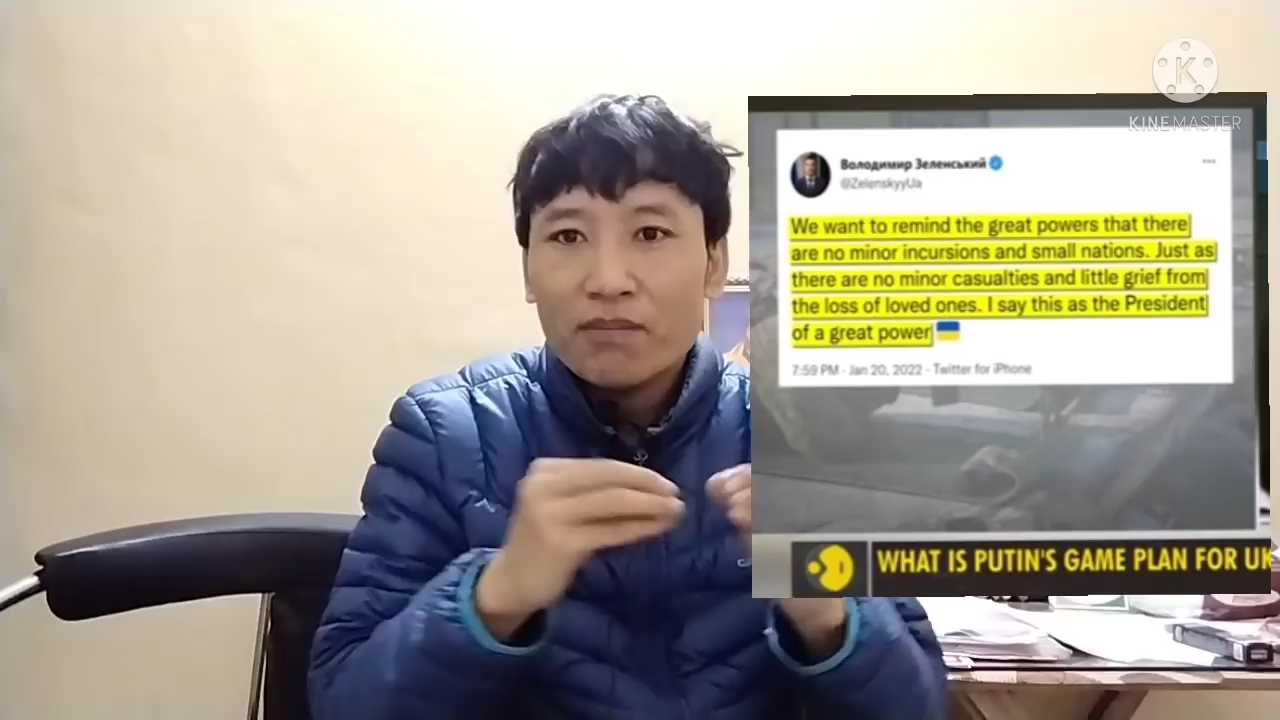 KINEMASTER
Володимир Зеленський
@ZelenskyyUa
We want to remind the great powers that there
are no minor incursions and small nations. Just as
there are no minor casualties and little grief from
the loss of loved ones. I say this as the President
of a great power
7:59 PM · Jan 20, 2022 · Twitter for iPhone
WHAT IS PUTIN'S GAME PLAN FOR UK